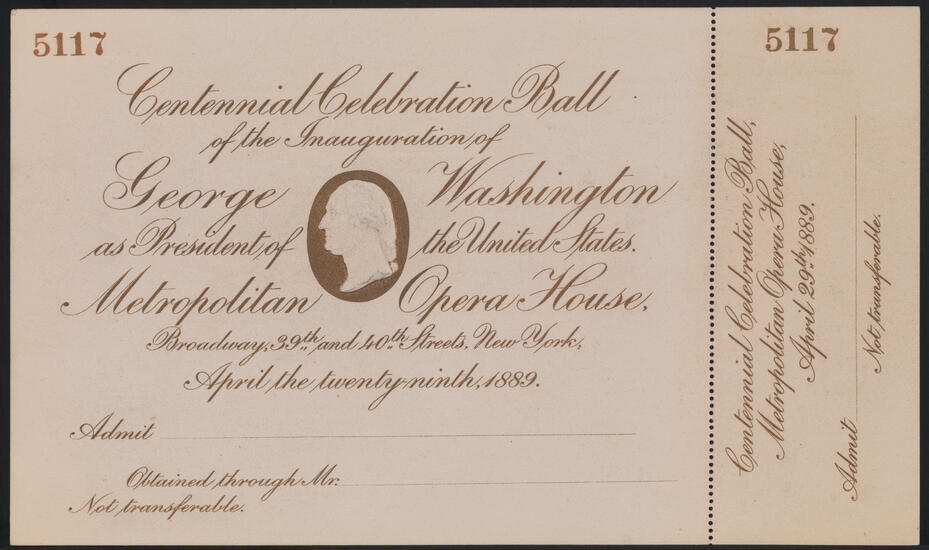 5117
Centennial Celebration Ball
of the Inauguration of
George Washington
as President of the United States.
Metropolitan Opera House,
Broadway, 39th and 40th Streets, New York,
April the twenty-ninth, 1889.
Admit
Obtained through Mr.
Not transferable.
5117
Centennial Celebration Ball,
Metropolitan Opera House,
April 29th 1889.
Admit
Not transferable.